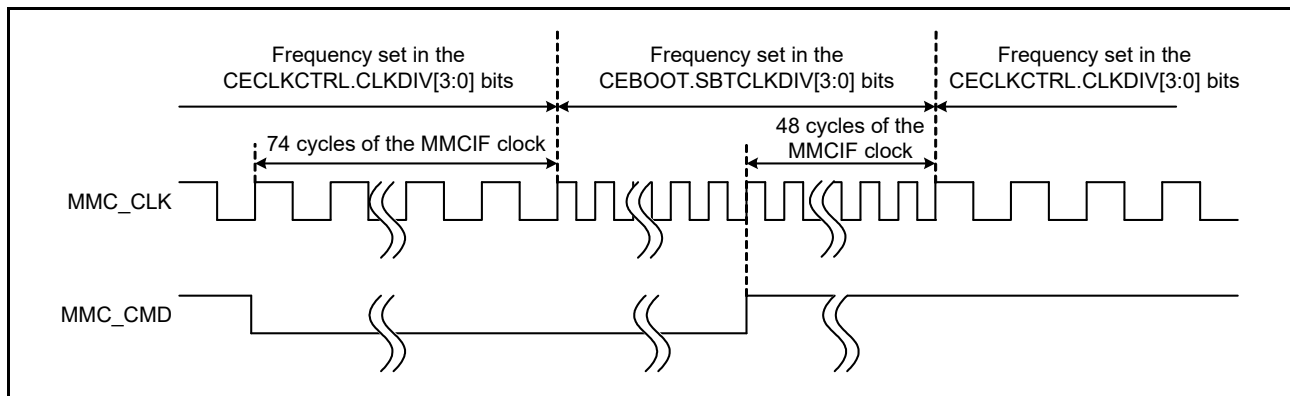 Frequency set in the
CECLKCTRL.CLKDIV[3:0] bits
Frequency set in the
CEBOOT.SBTCLKDIV[3:0] bits
Frequency set in the
CECLKCTRL.CLKDIV[3:0] bits
74 cycles of the MMCIF clock
48 cycles of the
MMCIF clock
MMC_CLK
MMC_CMD